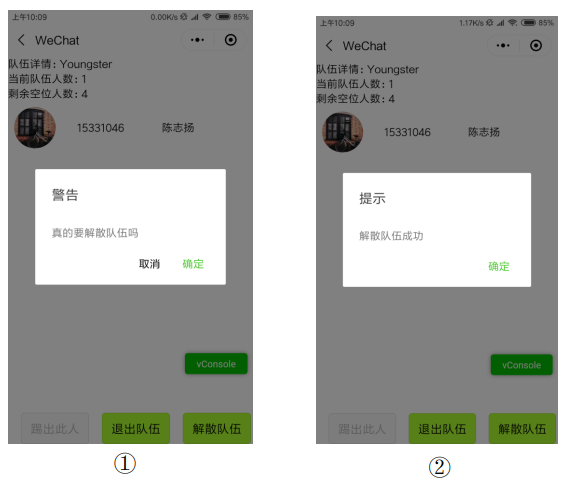 上午10:09 0.00K/s 85%
WeChat
队伍详情: Youngster
当前队伍人数: 1
剩余空位人数: 4
15331046 陈志扬
警告
真的要解散队伍吗
取消 确定
vConsole
踢出此人 退出队伍 解散队伍
①
上午10:09 1.17K/s 85%
WeChat
队伍详情: Youngster
当前队伍人数: 1
剩余空位人数: 4
15331046 陈志扬
提示
解散队伍成功
确定
vConsole
踢出此人 退出队伍 解散队伍
②